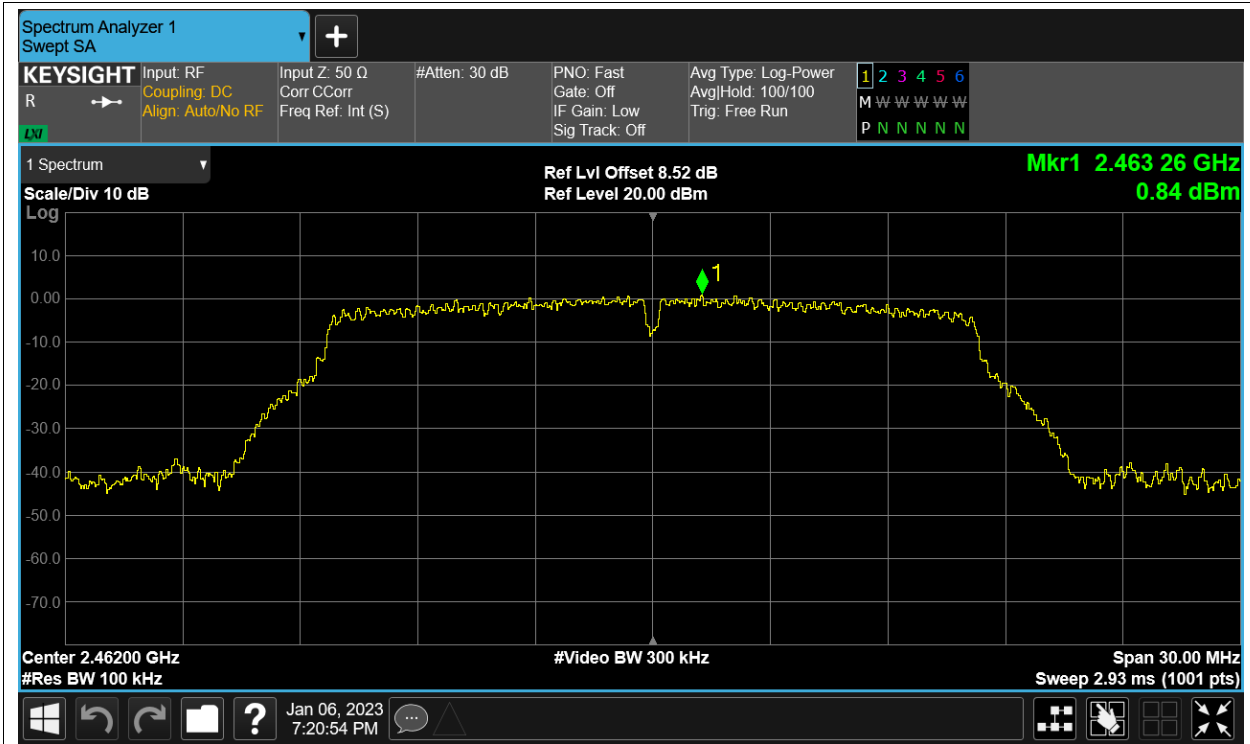 Spectrum Analyzer 1
Swept SA
+
KEYSIGHT
R
LXI
Input: RF
Coupling: DC
Align: Auto/No RF
Input Z: 50 Ω
Corr CCorr
Freq Ref: Int (S)
#Atten: 30 dB
PNO: Fast
Gate: Off
IF Gain: Low
Sig Track: Off
Avg Type: Log-Power
Avg|Hold: 100/100
Trig: Free Run
1 2 3 4 5 6
M W W W W W
P N N N N N
1 Spectrum
Scale/Div 10 dB
Log
Ref Lvl Offset 8.52 dB
Ref Level 20.00 dBm
Mkr1 2.463 26 GHz
0.84 dBm
1
10.0
0.00
-10.0
-20.0
-30.0
-40.0
-50.0
-60.0
-70.0
Center 2.46200 GHz
#Res BW 100 kHz
#Video BW 300 kHz
Span 30.00 MHz
Sweep 2.93 ms (1001 pts)
?
Jan 06, 2023
7:20:54 PM